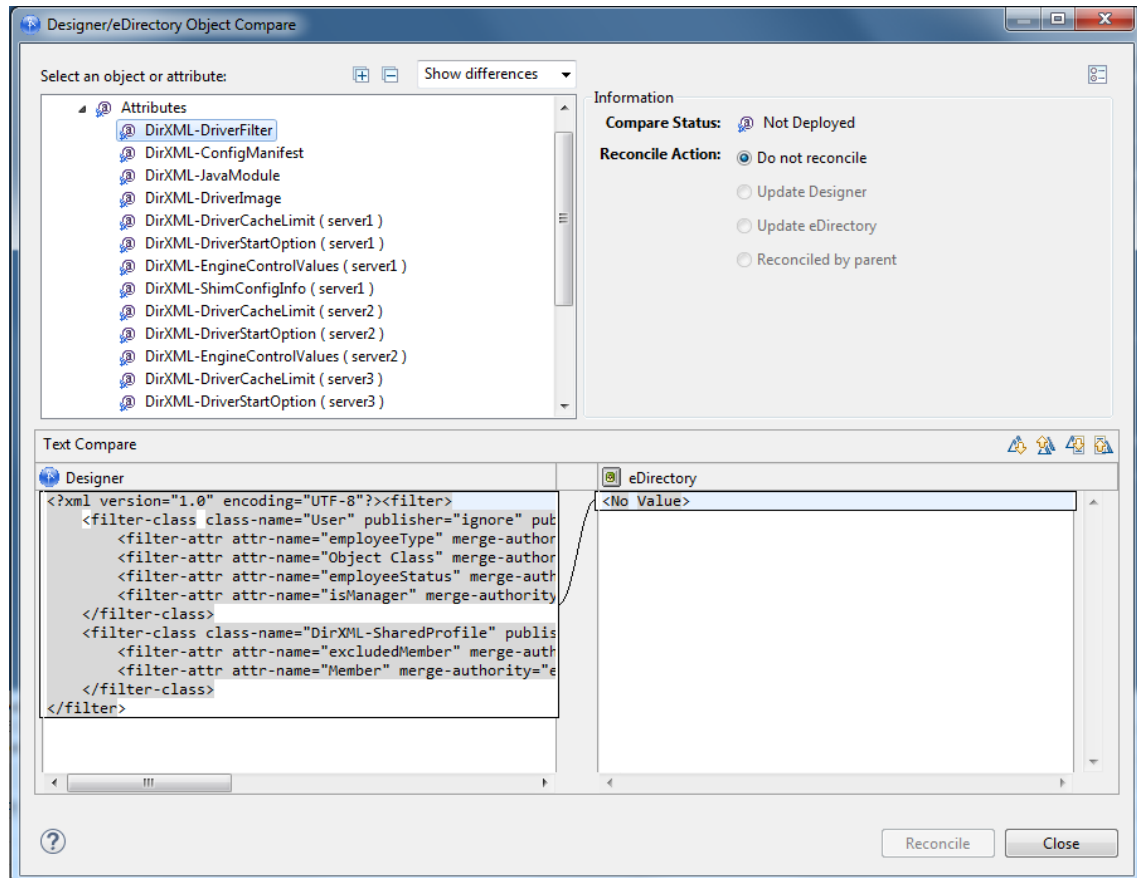 Designer/eDirectory Object Compare
Select an object or attribute:
Show differences
Attributes
DirXML-DriverFilter
DirXML-ConfigManifest
DirXML-JavaModule
DirXML-DriverImage
DirXML-DriverCacheLimit ( server1 )
DirXML-DriverStartOption ( server1 )
DirXML-EngineControlValues ( server1 )
DirXML-ShimConfigInfo ( server1 )
DirXML-DriverCacheLimit ( server2 )
DirXML-DriverStartOption ( server2 )
DirXML-EngineControlValues ( server2 )
DirXML-DriverCacheLimit ( server3 )
DirXML-DriverStartOption ( server3 )
Information
Compare Status: Not Deployed
Reconcile Action: Do not reconcile
Update Designer
Update eDirectory
Reconciled by parent
Text Compare
Designer
<?xml version="1.0" encoding="UTF-8"?><filter>
<filter-class class-name="User" publisher="ignore" pub
<filter-attr attr-name="employeeType" merge-author
<filter-attr attr-name="Object Class" merge-author
<filter-attr attr-name="employeeStatus" merge-auth
<filter-attr attr-name="isManager" merge-authority
</filter-class>
<filter-class class-name="DirXML-SharedProfile" publis
<filter-attr attr-name="excludedMember" merge-auth
<filter-attr attr-name="Member" merge-authority="e
</filter-class>
</filter>
eDirectory
<No Value>
Reconcile
Close